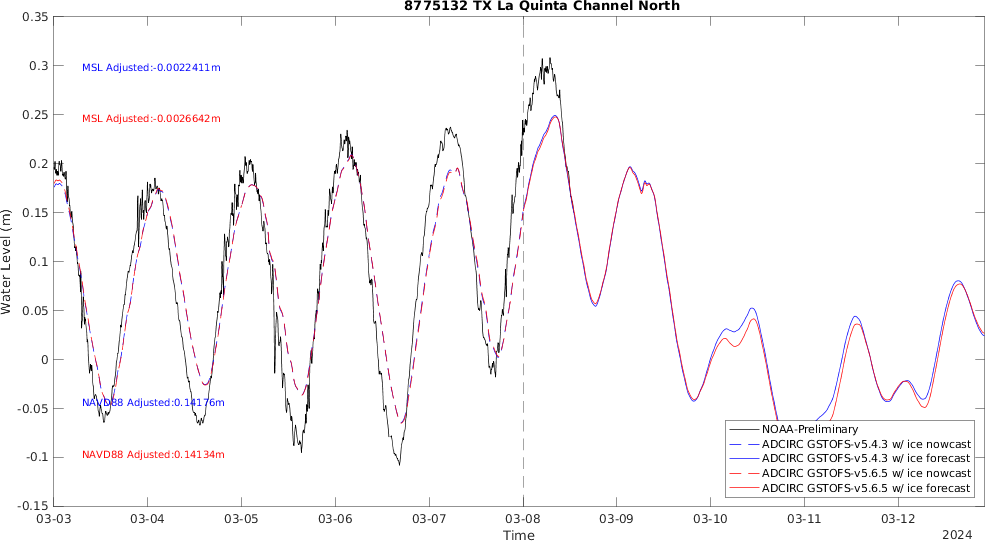 8775132 TX La Quinta Channel North
0.35
0.3
0.25
0.2
0.15
0.1
0.05
0
-0.05
-0.1
-0.15
Water Level (m)
MSL Adjusted:-0.0022411m
MSL Adjusted:-0.0026642m
NAVD88 Adjusted:0.14176m
NAVD88 Adjusted:0.14134m
NOAA-Preliminary
ADCIRC GSTOFS-v5.4.3 w/ ice nowcast
ADCIRC GSTOFS-v5.4.3 w/ ice forecast
ADCIRC GSTOFS-v5.6.5 w/ ice nowcast
ADCIRC GSTOFS-v5.6.5 w/ ice forecast
03-03 03-04 03-05 03-06 03-07 03-08 03-09 03-10 03-11 03-12
Time
2024